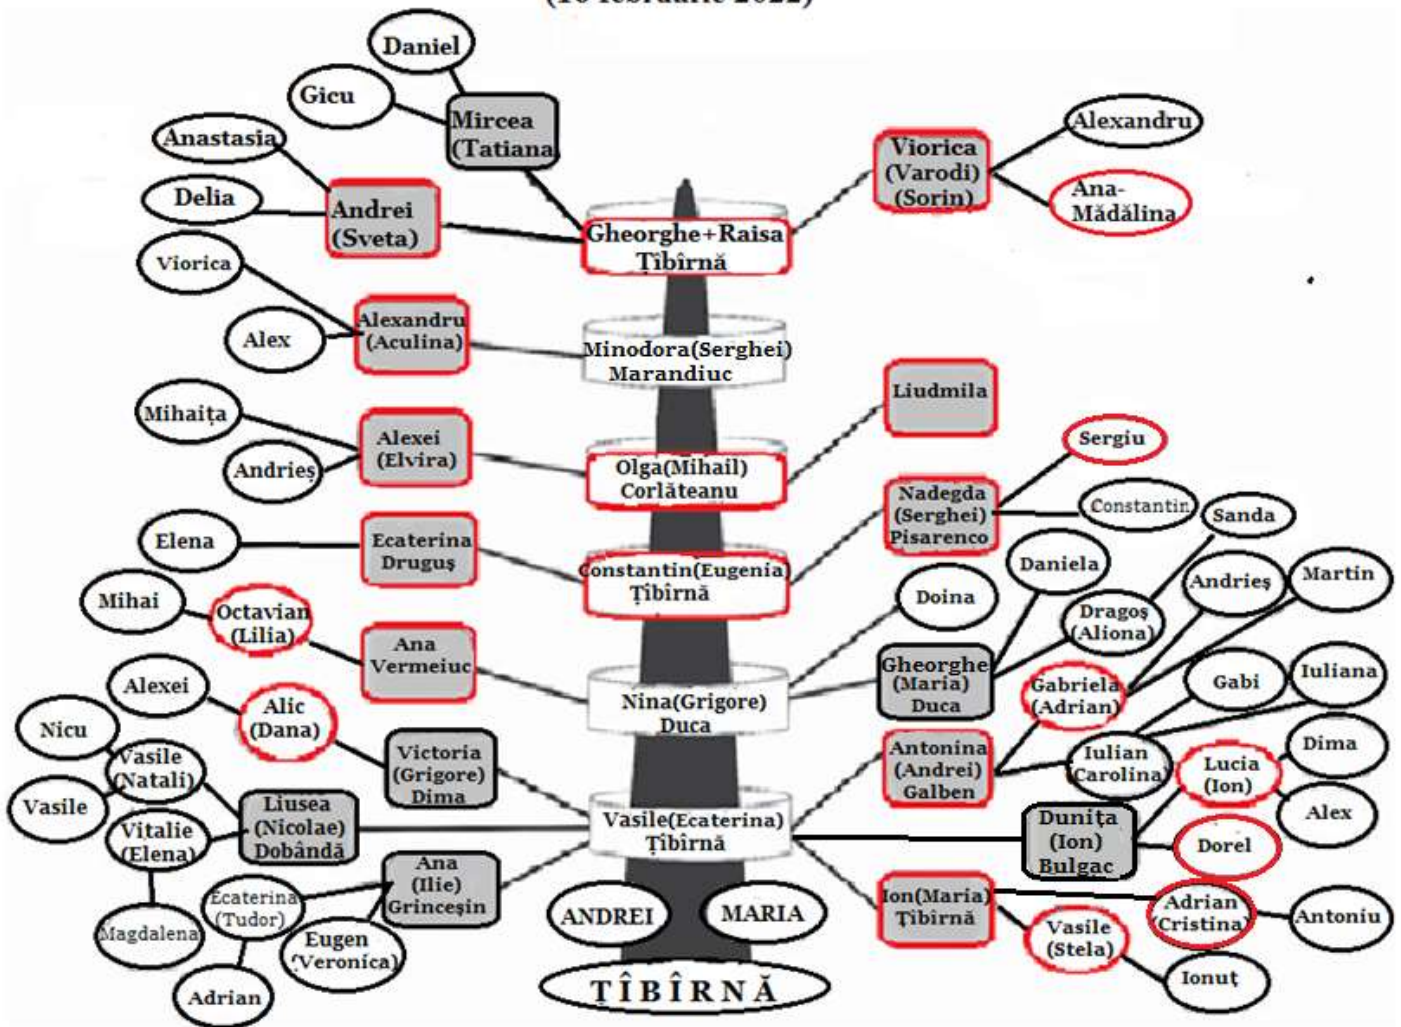 (16 februarie 2022)
Daniel
Gicu
Mircea
(Tatiana
Anastasia
Delia
Andrei
(Sveta)
Viorica
(Varodi)
(Sorin)
Alexandru
Ana-
Mădălina
Gheorghe+Raisa
Țîbîrnă
Viorica
Alex
Alexandru
(Aculina)
Minodora(Serghei)
Marandiuc
Mihaița
Andrieș
Alexei
(Elvira)
Olga(Mihail)
Corlăteanu
Liudmila
Sergiu
Constantin
Nadegda
(Serghei)
Pisarenco
Elena
Ecaterina
Druguș
Constantin(Eugenia)
Țîbîrnă
Sanda
Daniela
Andrieș
Martin
Doina
Dragoș
(Aliona)
Mihai
Octavian
(Lilia)
Ana
Vermeiuc
Nina(Grigore)
Duca
Gheorghe
(Maria)
Duca
Gabriela
(Adrian)
Gabi
Iuliana
Alexei
Alic
(Dana)
Victoria
(Grigore)
Dima
Antonina
(Andrei)
Galben
Iulian
Carolina)
Lucia
(Ion)
Dima
Alex
Nicu
Vasile
(Natali)
Vasile
Vitalie
(Elena)
Liusea
(Nicolae)
Dobândă
Vasile(Ecaterina)
Țîbîrnă
Dunița
(Ion)
Bulgac
Dorel
Magdalena
Ecaterina
(Tudor)
Ana
(Ilie)
Grinceșin
Eugen
(Veronica)
Adrian
Ion(Maria)
Țîbîrnă
Adrian
(Cristina)
Antoniu
Vasile
(Stela)
Ionuț
ANDREI
MARIA
ȚÎBÎRNĂ